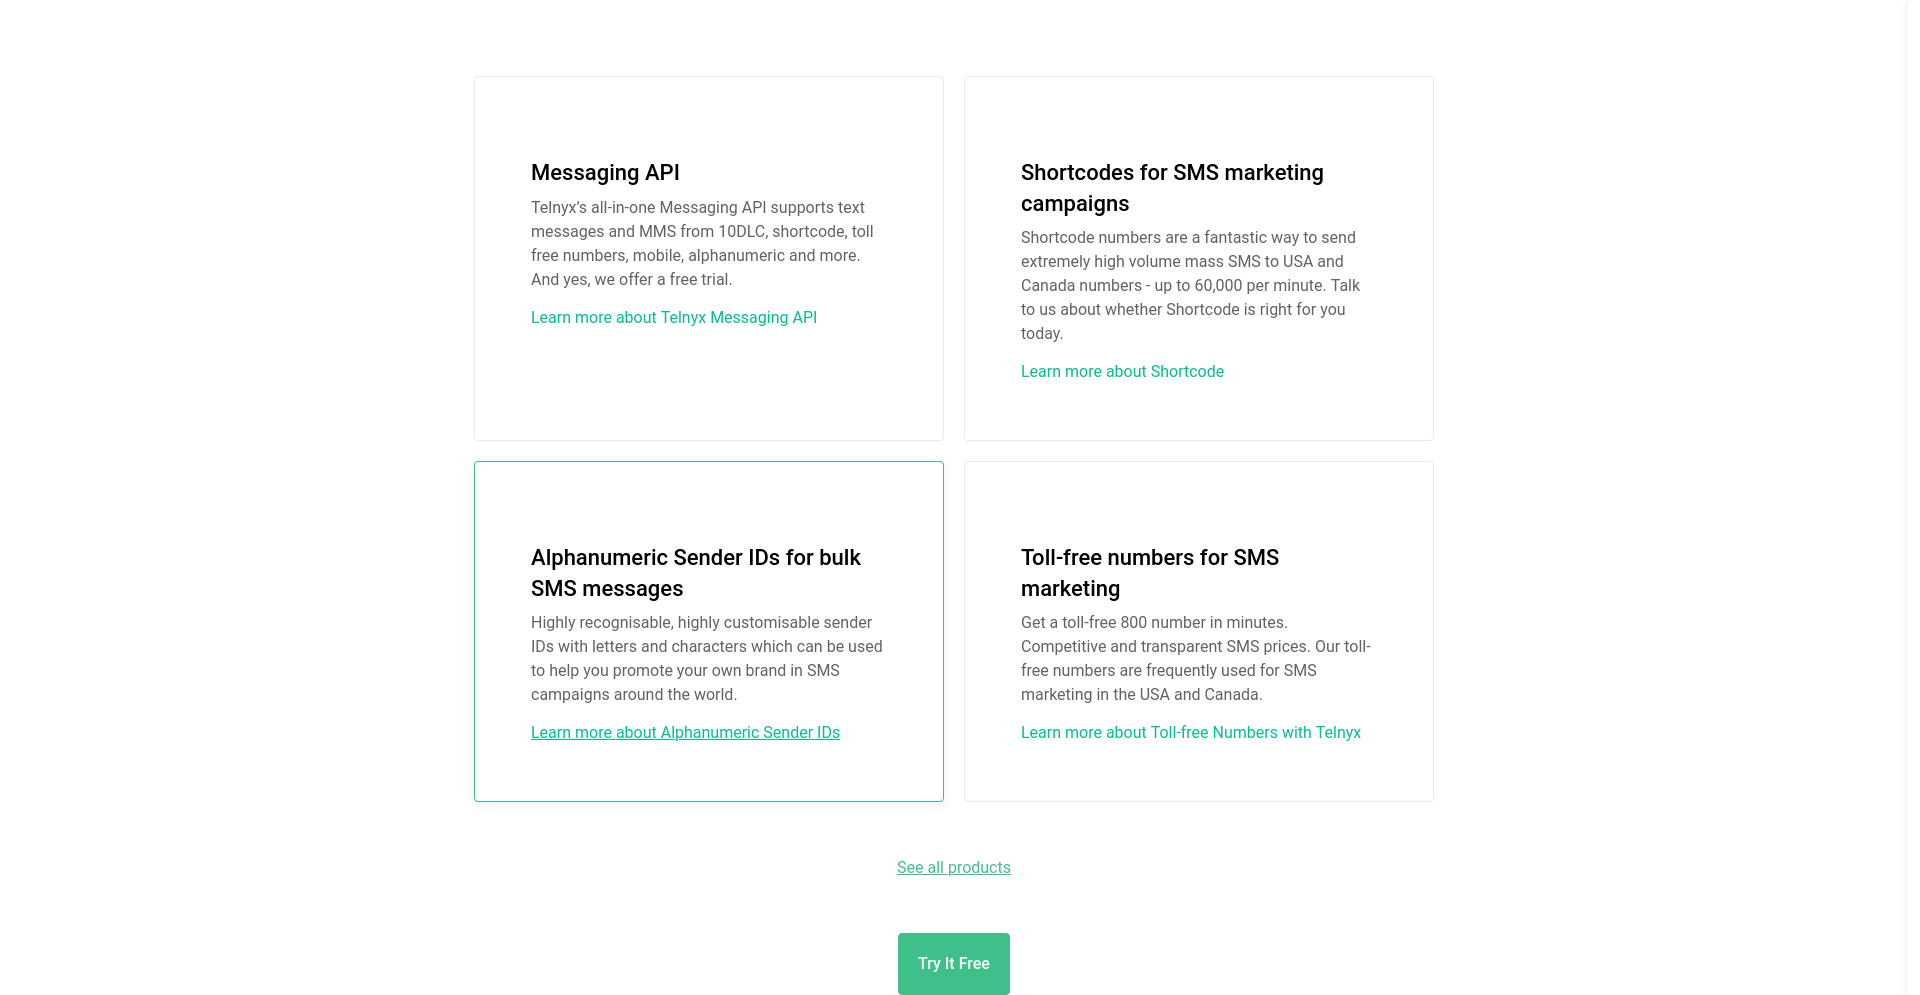 Messaging API
Telnyx’s all-in-one Messaging API supports text
messages and MMS from 10DLC, shortcode, toll
free numbers, mobile, alphanumeric and more.
And yes, we offer a free trial.
Learn more about Telnyx Messaging API
Shortcodes for SMS marketing
campaigns
Shortcode numbers are a fantastic way to send
extremely high volume mass SMS to USA and
Canada numbers - up to 60,000 per minute. Talk
to us about whether Shortcode is right for you
today.
Learn more about Shortcode
Alphanumeric Sender IDs for bulk
SMS messages
Highly recognisable, highly customisable sender
IDs with letters and characters which can be used
to help you promote your own brand in SMS
campaigns around the world.
Learn more about Alphanumeric Sender IDs
Toll-free numbers for SMS
marketing
Get a toll-free 800 number in minutes.
Competitive and transparent SMS prices. Our toll-
free numbers are frequently used for SMS
marketing in the USA and Canada.
Learn more about Toll-free Numbers with Telnyx
See all products
Try It Free